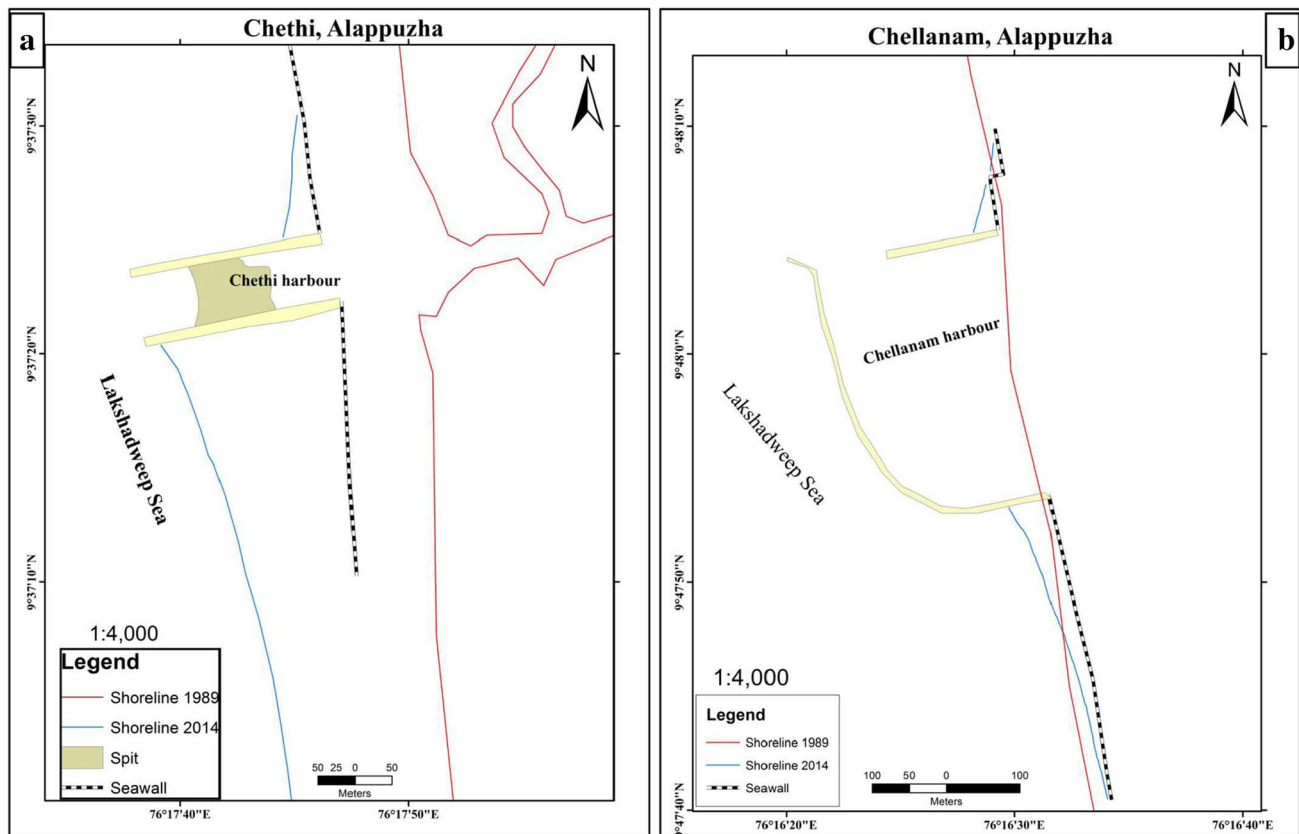 a
Chethi, Alappuzha
N
9°37'30"N
9°37'20"N
9°37'10"N
Chethi harbour
Lakshadweep Sea
1:4,000
Legend
Shoreline 1989
Shoreline 2014
Spit
Seawall
50 25 0 50
Meters
76°17'40"E
76°17'50"E
b
Chellanam, Alappuzha
N
9°48'10"N
9°48'0"N
9°47'50"N
9°47'40"N
Chellanam harbour
Lakshadweep Sea
1:4,000
Legend
Shoreline 1989
Shoreline 2014
Seawall
100 50 0 100
Meters
76°16'20"E
76°16'30"E
76°16'40"E